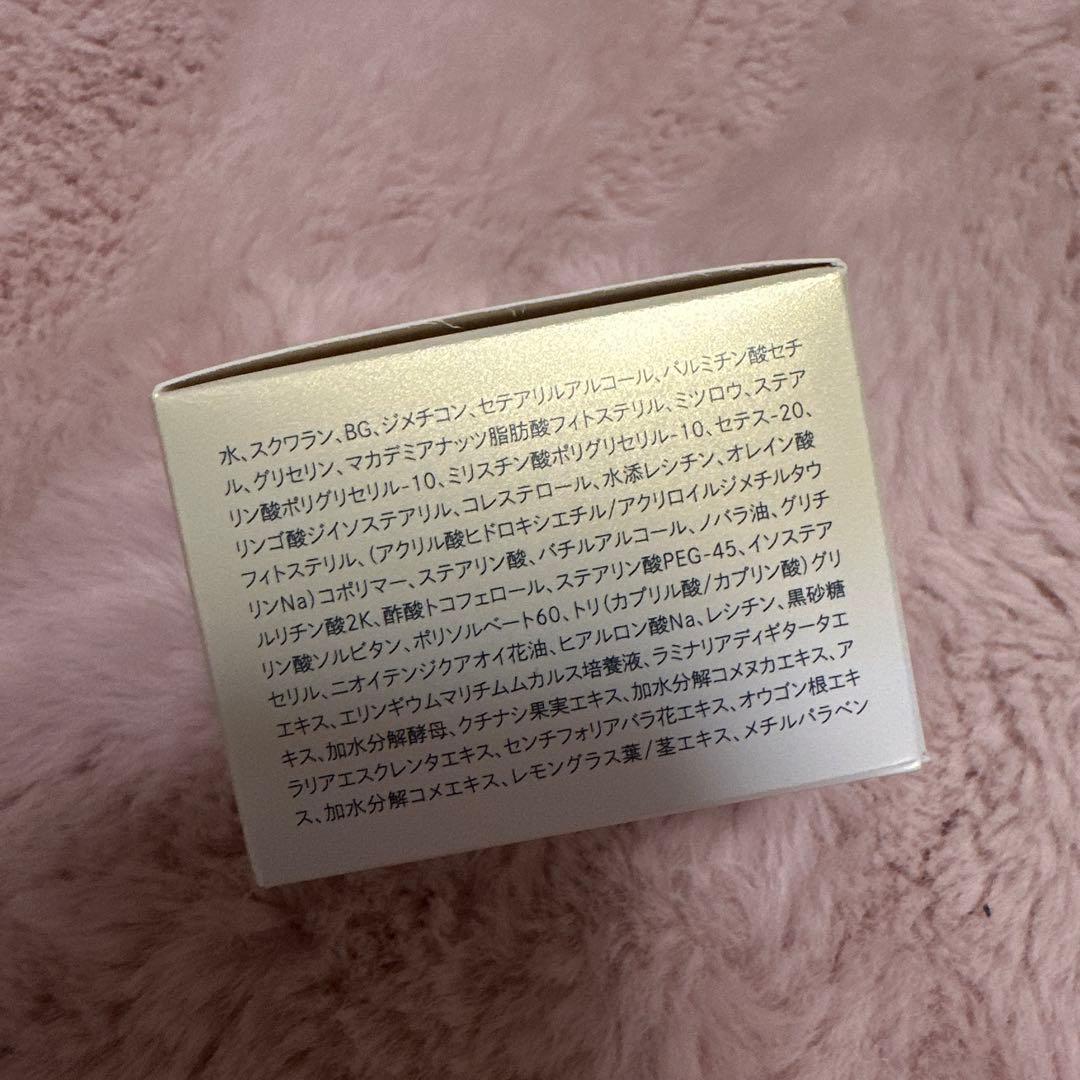 水、スクワラン、BG、ジメチコン、セテアリルアルコール、パルミチン酸セチ
ル、グリセリン、マカデミアナッツ脂肪酸フィトステリル、ミツロウ、ステア
リン酸ポリグリセリル-10、ミリスチン酸ポリグリセリル-10、セテス-20、
リンゴ酸ジイソステアリル、コレステロール、水添レシチン、オレイン酸
フィトステリル、(アクリル酸ヒドロキシエチル/アクリロイルジメチルタウ
リンNa)コポリマー、ステアリン酸、バチルアルコール、ノバラ油、グリチ
ルリチン酸2K、酢酸トコフェロール、ステアリン酸PEG-45、イソステア
リン酸ソルビタン、ポリソルベート60、トリ(カプリル酸/カプリン酸)グリ
セリル、ニオイテンジクアオイ花油、ヒアルロン酸Na、レシチン、黒砂糖
エキス、エリンギウムマリチムムカルス培養液、ラミナリアディギタータエ
キス、加水分解酵母、クチナシ果実エキス、加水分解コメヌカエキス、ア
ラリアエスクレンタエキス、センチフォリアバラ花エキス、オウゴン根エキ
ス、加水分解コメエキス、レモングラス葉/茎エキス、メチルパラベン